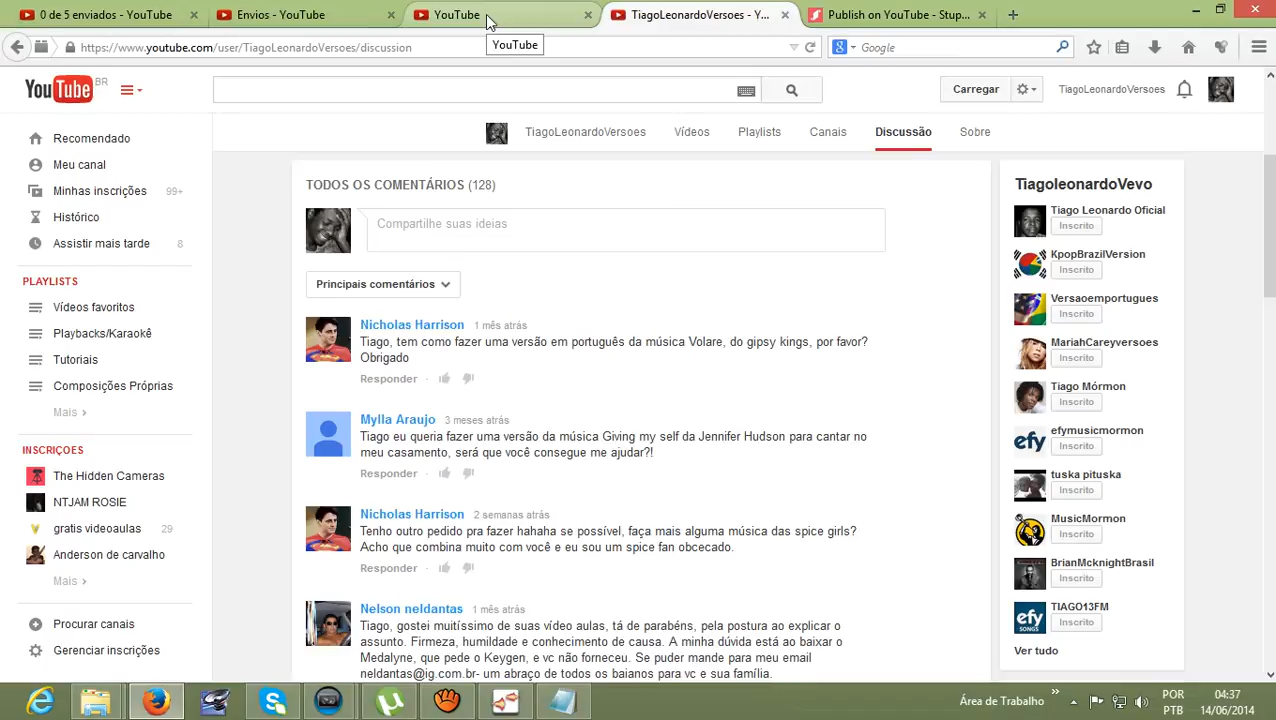 0 de vídeos - YouTube
Envios - YouTube
YouTube
TiagoLeonardoVersoes - Y...
Publish on YouTube - Stup...
https://www.youtube.com/user/TiagoLeonardoVersoes/discussion
Google
YouTube
YouTube BR
Carregar
TiagoLeonardoVersoes
TiagoLeonardoVersoes
Vídeos
Playlists
Canais
Discussão
Sobre
Recomendado
Meu canal
Minhas inscrições 99+
Histórico
Assistir mais tarde 8
PLAYLISTS
Vídeos favoritos
Playbacks/Karaokê
Tutoriais
Composições Próprias
Mais
INSCRIÇOES
The Hidden Cameras
NTJAM ROSIE
gratis videoaulas 29
Anderson de carvalho
Mais
Procurar canais
Gerenciar inscrições
TODOS OS COMENTÁRIOS (128)
Compartilhe suas ideias
Principais comentários
Nicholas Harrison 1 mês atrás
Tiago, tem como fazer uma versão em português da música Volare, do gipsy kings, por favor?
Obrigado
Responder
Mylla Araujo 3 meses atrás
Tiago eu queria fazer uma versão da música Giving my self da Jennifer Hudson para cantar no
meu casamento, será que você consegue me ajudar?!
Responder
Nicholas Harrison 2 semanas atrás
Tenho outro pedido pra fazer hahaha se possível, faça mais alguma música das spice girls?
Acho que combina muito com você e eu sou um spice fan obcecado.
Responder
Nelson neldantas 1 mês atrás
Tiago, gostei muitíssimo de suas vídeo aulas, tá de parabéns, pela postura ao explicar o
assunto. Firmeza, humildade e conhecimento de causa. A minha dúvida está ao baixar o
Medalyne, que pede o Keygen, e vc não forneceu. Se puder mande para meu email
neldantas@ig.com.br- um abraço de todos os baianos para vc e sua família.
TiagoleonardoVevo
Tiago Leonardo Oficial
Inscrito
KpopBrazilVersion
Inscrito
Versaoemportugues
Inscrito
MariahCareyversoes
Inscrito
Tiago Mórmon
Inscrito
efy
efymusicmormon
Inscrito
tuska pituska
Inscrito
MusicMormon
Inscrito
BrianMcknightBrasil
Inscrito
efy
SONGS
TIAGO13FM
Inscrito
Ver tudo
Área de Trabalho
POR
PTB
04:37
14/06/2014